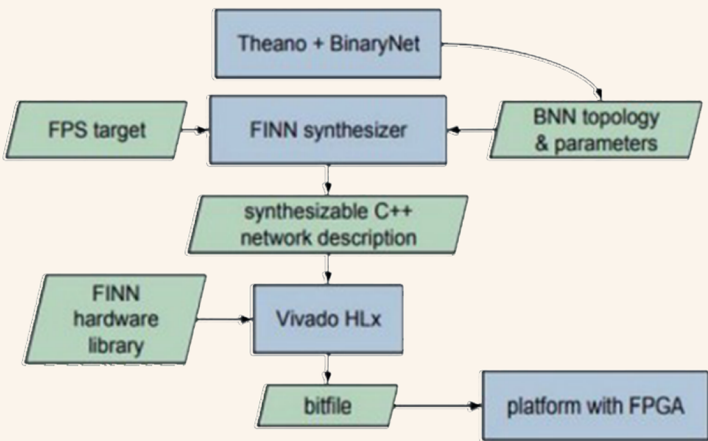 Theano + BinaryNet
FPS target
FINN synthesizer
BNN topology
& parameters
synthesizable C++
network description
FINN
hardware
library
Vivado HLx
bitfile
platform with FPGA